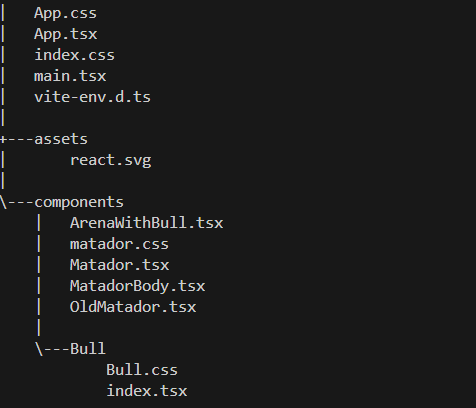 |   App.css
|   App.tsx
|   index.css
|   main.tsx
|   vite-env.d.ts
|
+---assets
|       react.svg
|
\---components
    |   ArenaWithBull.tsx
    |   matador.css
    |   Matador.tsx
    |   MatadorBody.tsx
    |   OldMatador.tsx
    |
    \---Bull
            Bull.css
            index.tsx